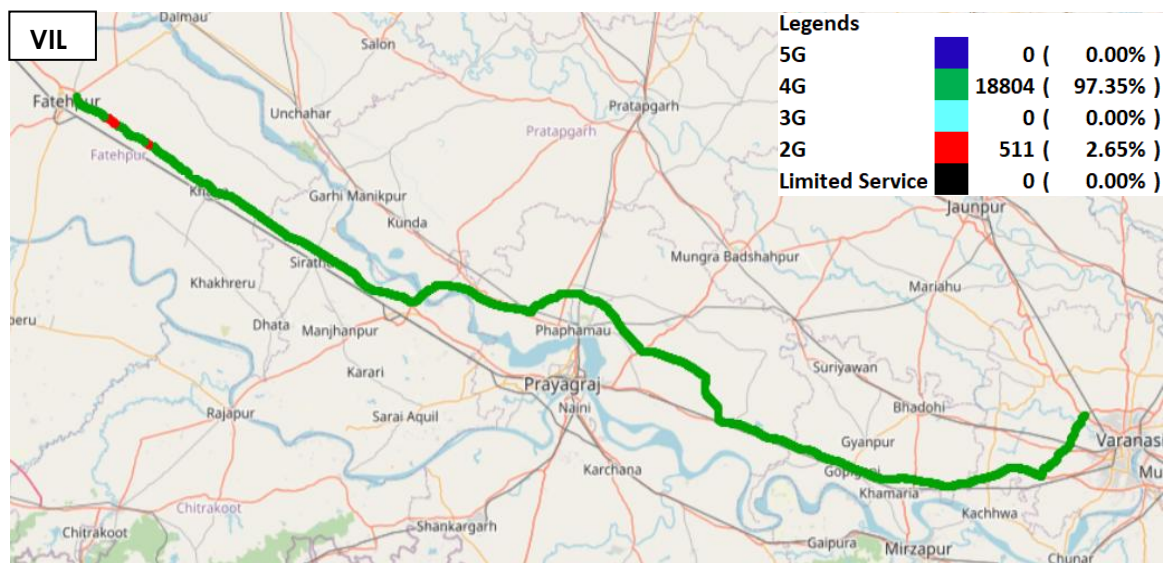 VIL
Legends
5G 0 ( 0.00% )
4G 18804 ( 97.35% )
3G 0 ( 0.00% )
2G 511 ( 2.65% )
Limited Service 0 ( 0.00% )
Dalmau
Salon
Fatehpur
Unchahar
Pratapgarh
Pratapgarh
Fatehpur
Garhi Manikpur
Kunda
Jaunpur
Mungra Badshahpur
Khakhreru
Mariahu
Dhata
Manjhanpur
Phaphamau
Karari
Prayagraj
Suriyawan
Rajapur
Sarai Aquil
Naini
Bhadohi
Gyanpur
Varanas
Karchana
Mu
Khamaria
Chitrakoot
Kachhwa
Chitrakoot
Shankargarh
Gaipura
Mirzapur
Chunar